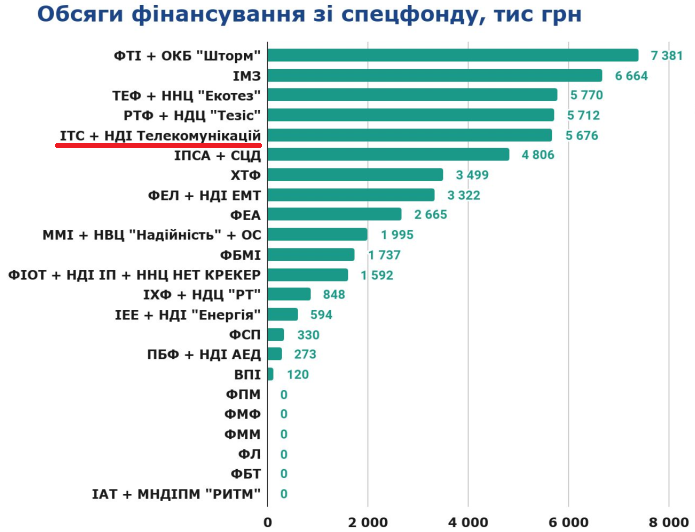 Обсяги фінансування зі спецфонду, тис грн
ФТІ + ОКБ "Шторм" 7 381
ІМЗ 6 664
ТЕФ + ННЦ "Екотез" 5 770
РТФ + НДЦ "Тезіс" 5 712
ІТС + НДІ Телекомунікацій 5 676
ІПСА + СЦД 4 806
ХТФ 3 499
ФЕЛ + НДІ ЕМТ 3 322
ФЕА 2 665
ММІ + НВЦ "Надійність" + ОС 1 995
ФБМІ 1 737
ФІОТ + НДІ ІП + ННЦ НЕТ КРЕКЕР 1 592
ІХФ + НДЦ "РТ" 848
ІЕЕ + НДІ "Енергія" 594
ФСП 330
ПБФ + НДІ АЕД 273
ВПІ 120
ФПМ 0
ФМФ 0
ФММ 0
ФЛ 0
ФБТ 0
ІАТ + МНДІПМ "РИТМ" 0
0 2 000 4 000 6 000 8 000